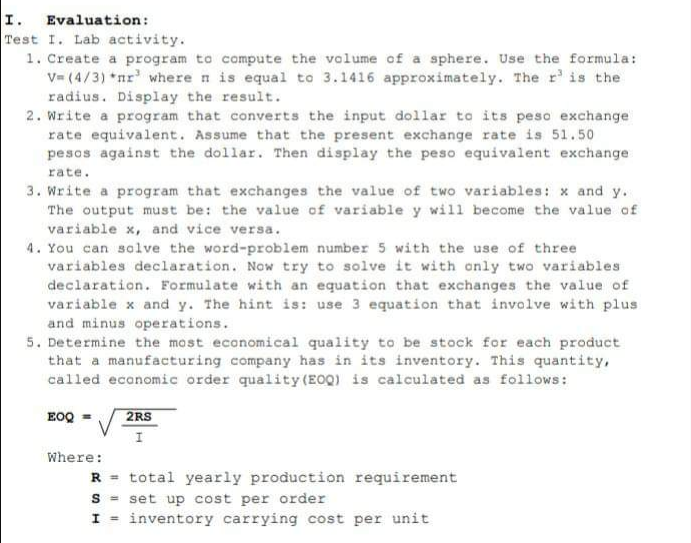 I. Evaluation:
Test I. Lab activity.
1. Create a program to compute the volume of a sphere. Use the formula:
V=(4/3)*πr³ where π is equal to 3.1416 approximately. The r³ is the
radius. Display the result.
2. Write a program that converts the input dollar to its peso exchange
rate equivalent. Assume that the present exchange rate is 51.50
pesos against the dollar. Then display the peso equivalent exchange
rate.
3. Write a program that exchanges the value of two variables: x and y.
The output must be: the value of variable y will become the value of
variable x, and vice versa.
4. You can solve the word-problem number 5 with the use of three
variables declaration. Now try to solve it with only two variables
declaration. Formulate with an equation that exchanges the value of
variable x and y. The hint is: use 3 equation that involve with plus
and minus operations.
5. Determine the most economical quality to be stock for each product
that a manufacturing company has in its inventory. This quantity,
called economic order quality(EOQ) is calculated as follows:
EOQ = √ 2RS
I
Where:
R = total yearly production requirement
S = set up cost per order
I = inventory carrying cost per unit